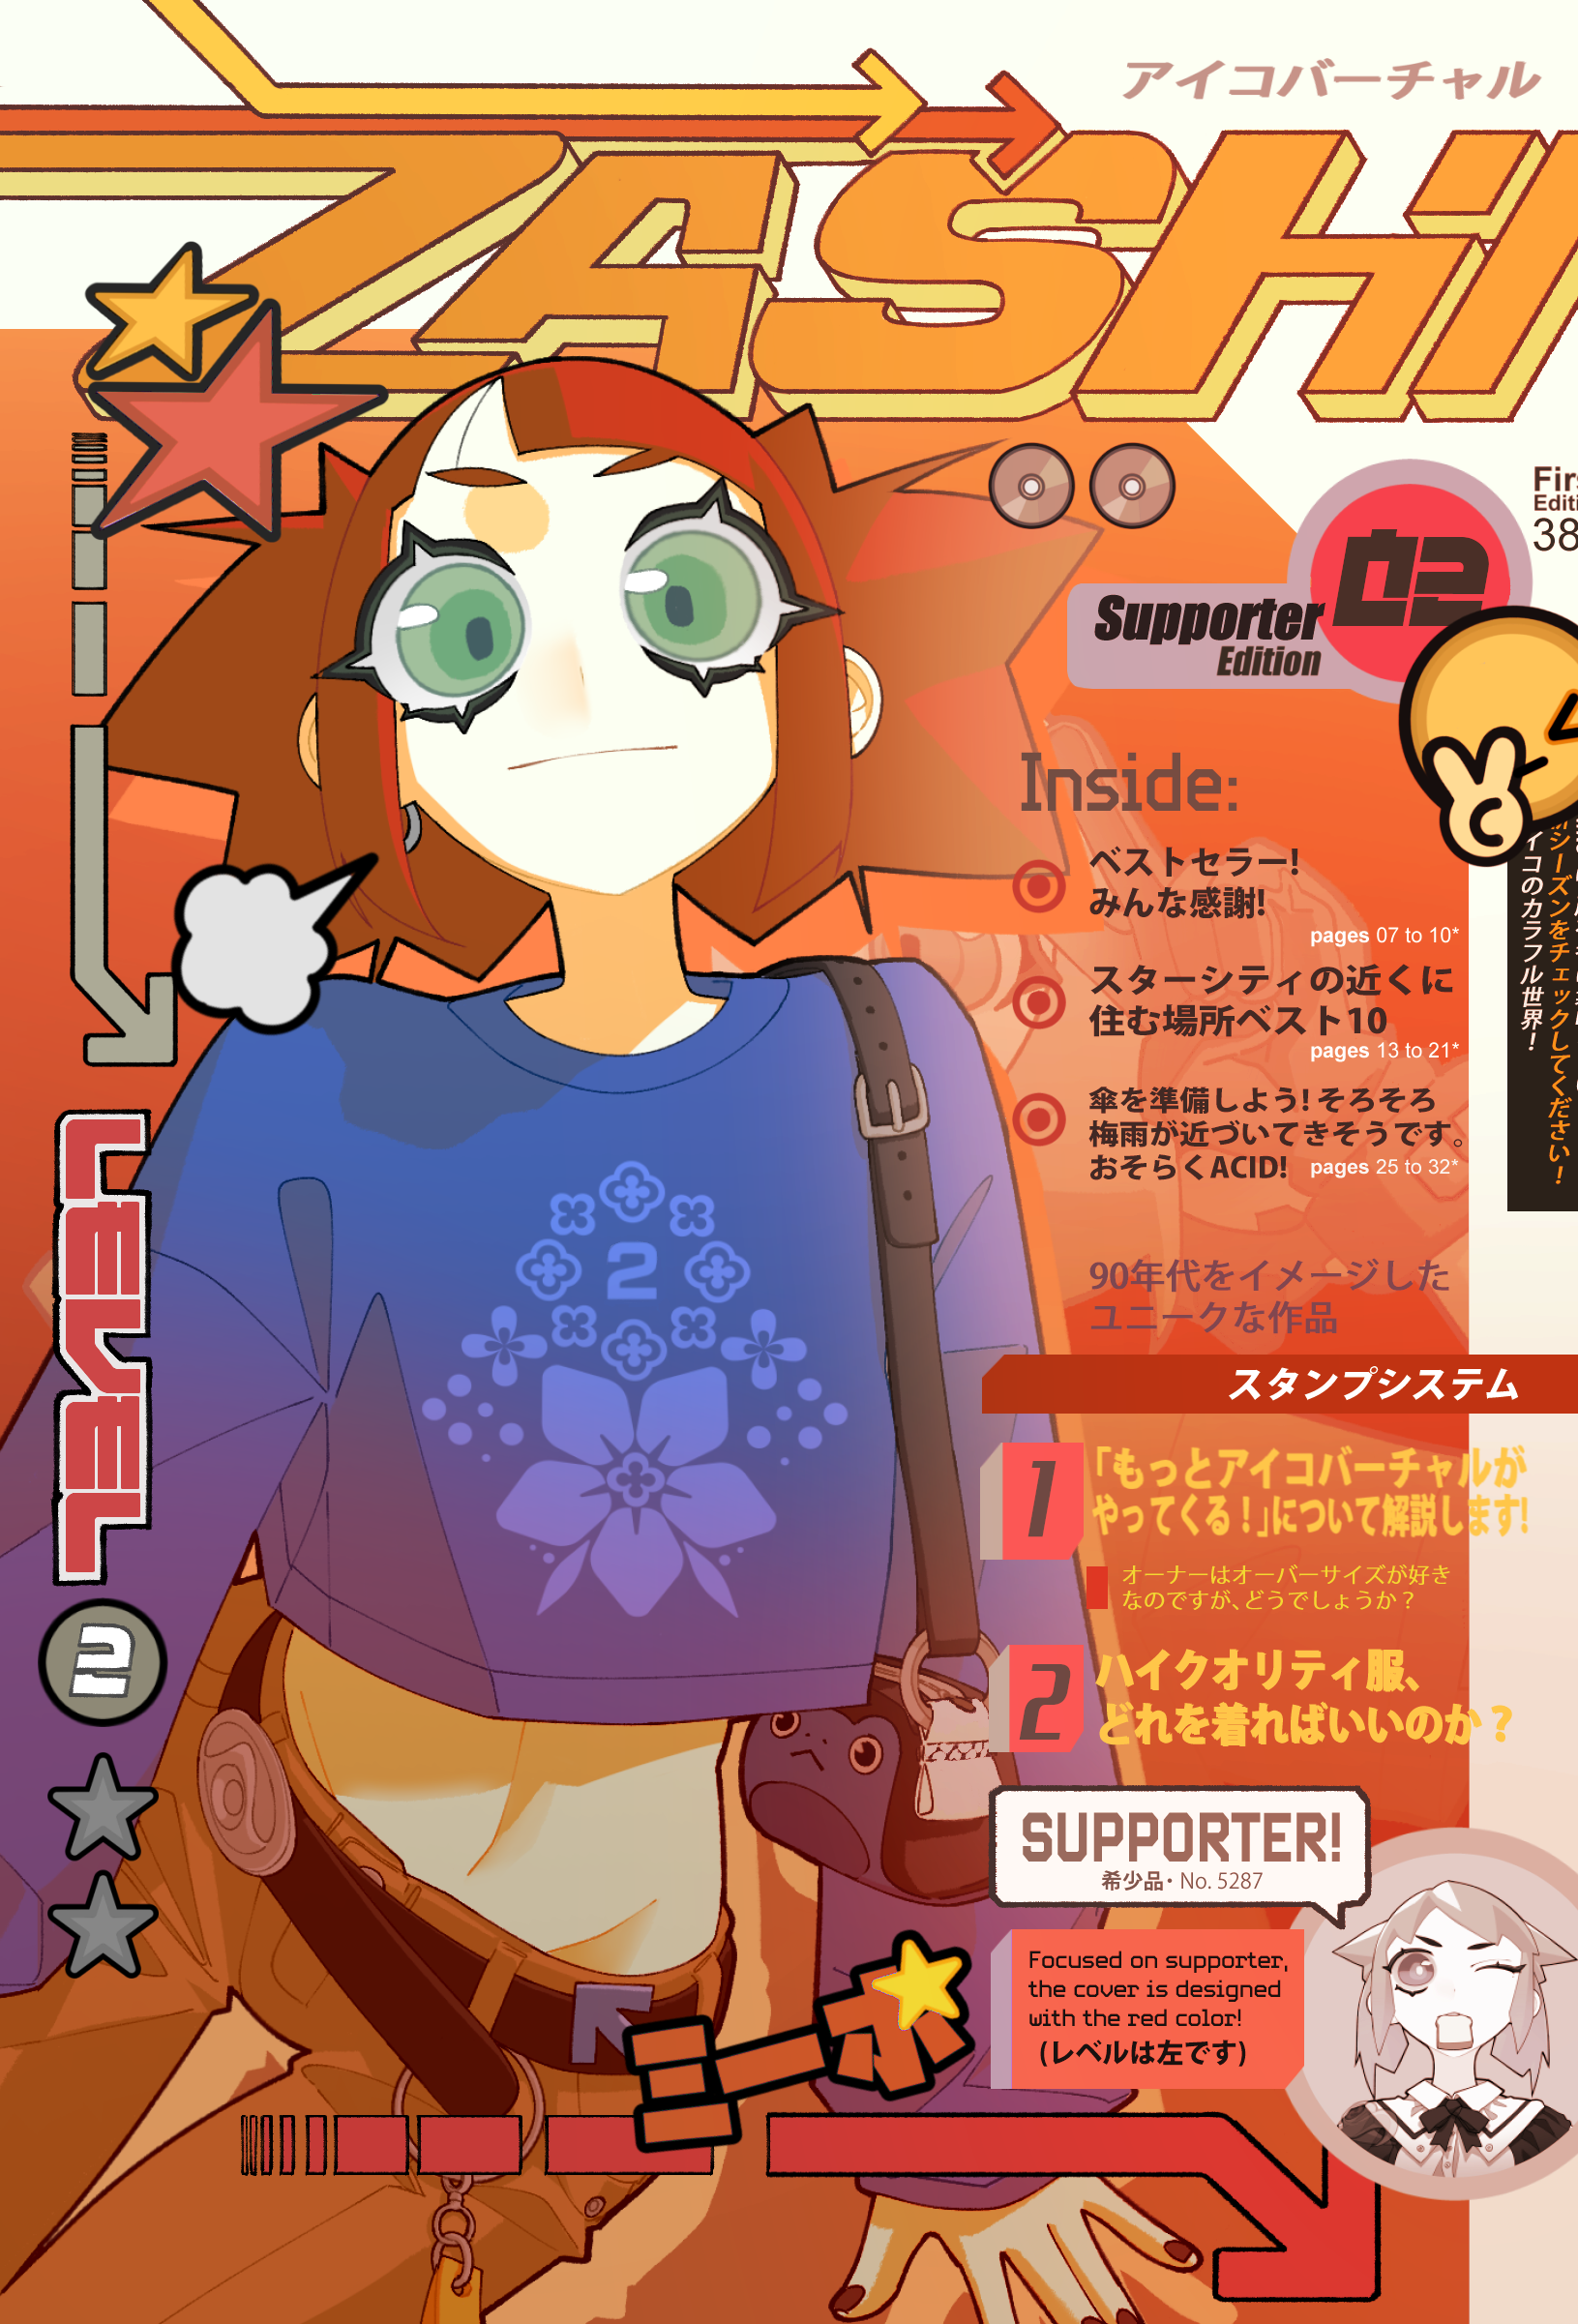 アイコバーチャル
ZASHI
38
02
Supporter
Edition
Inside:
ベストセラー!
みんな感謝!
pages 07 to 10*
スターシティの近くに
住む場所ベスト10
pages 13 to 21*
傘を準備しよう! そろそろ
梅雨が近づいてきそうです。
おそらくACID! pages 25 to 32*
シーズンをチェックしてください!
イコのカラフル世界!
90年代をイメージした
ユニークな作品
スタンプシステム
1
「もっとアイコバーチャルが
やってくる!」について解説します!
オーナーはオーバーサイズが好き
なのですが、どうでしょうか?
2
ハイクオリティ服、
どれを着ればいいのか?
SUPPORTER!
希少品・No. 5287
Focused on supporter,
the cover is designed
with the red color!
(レベルは左です)
LEVEL
2
2